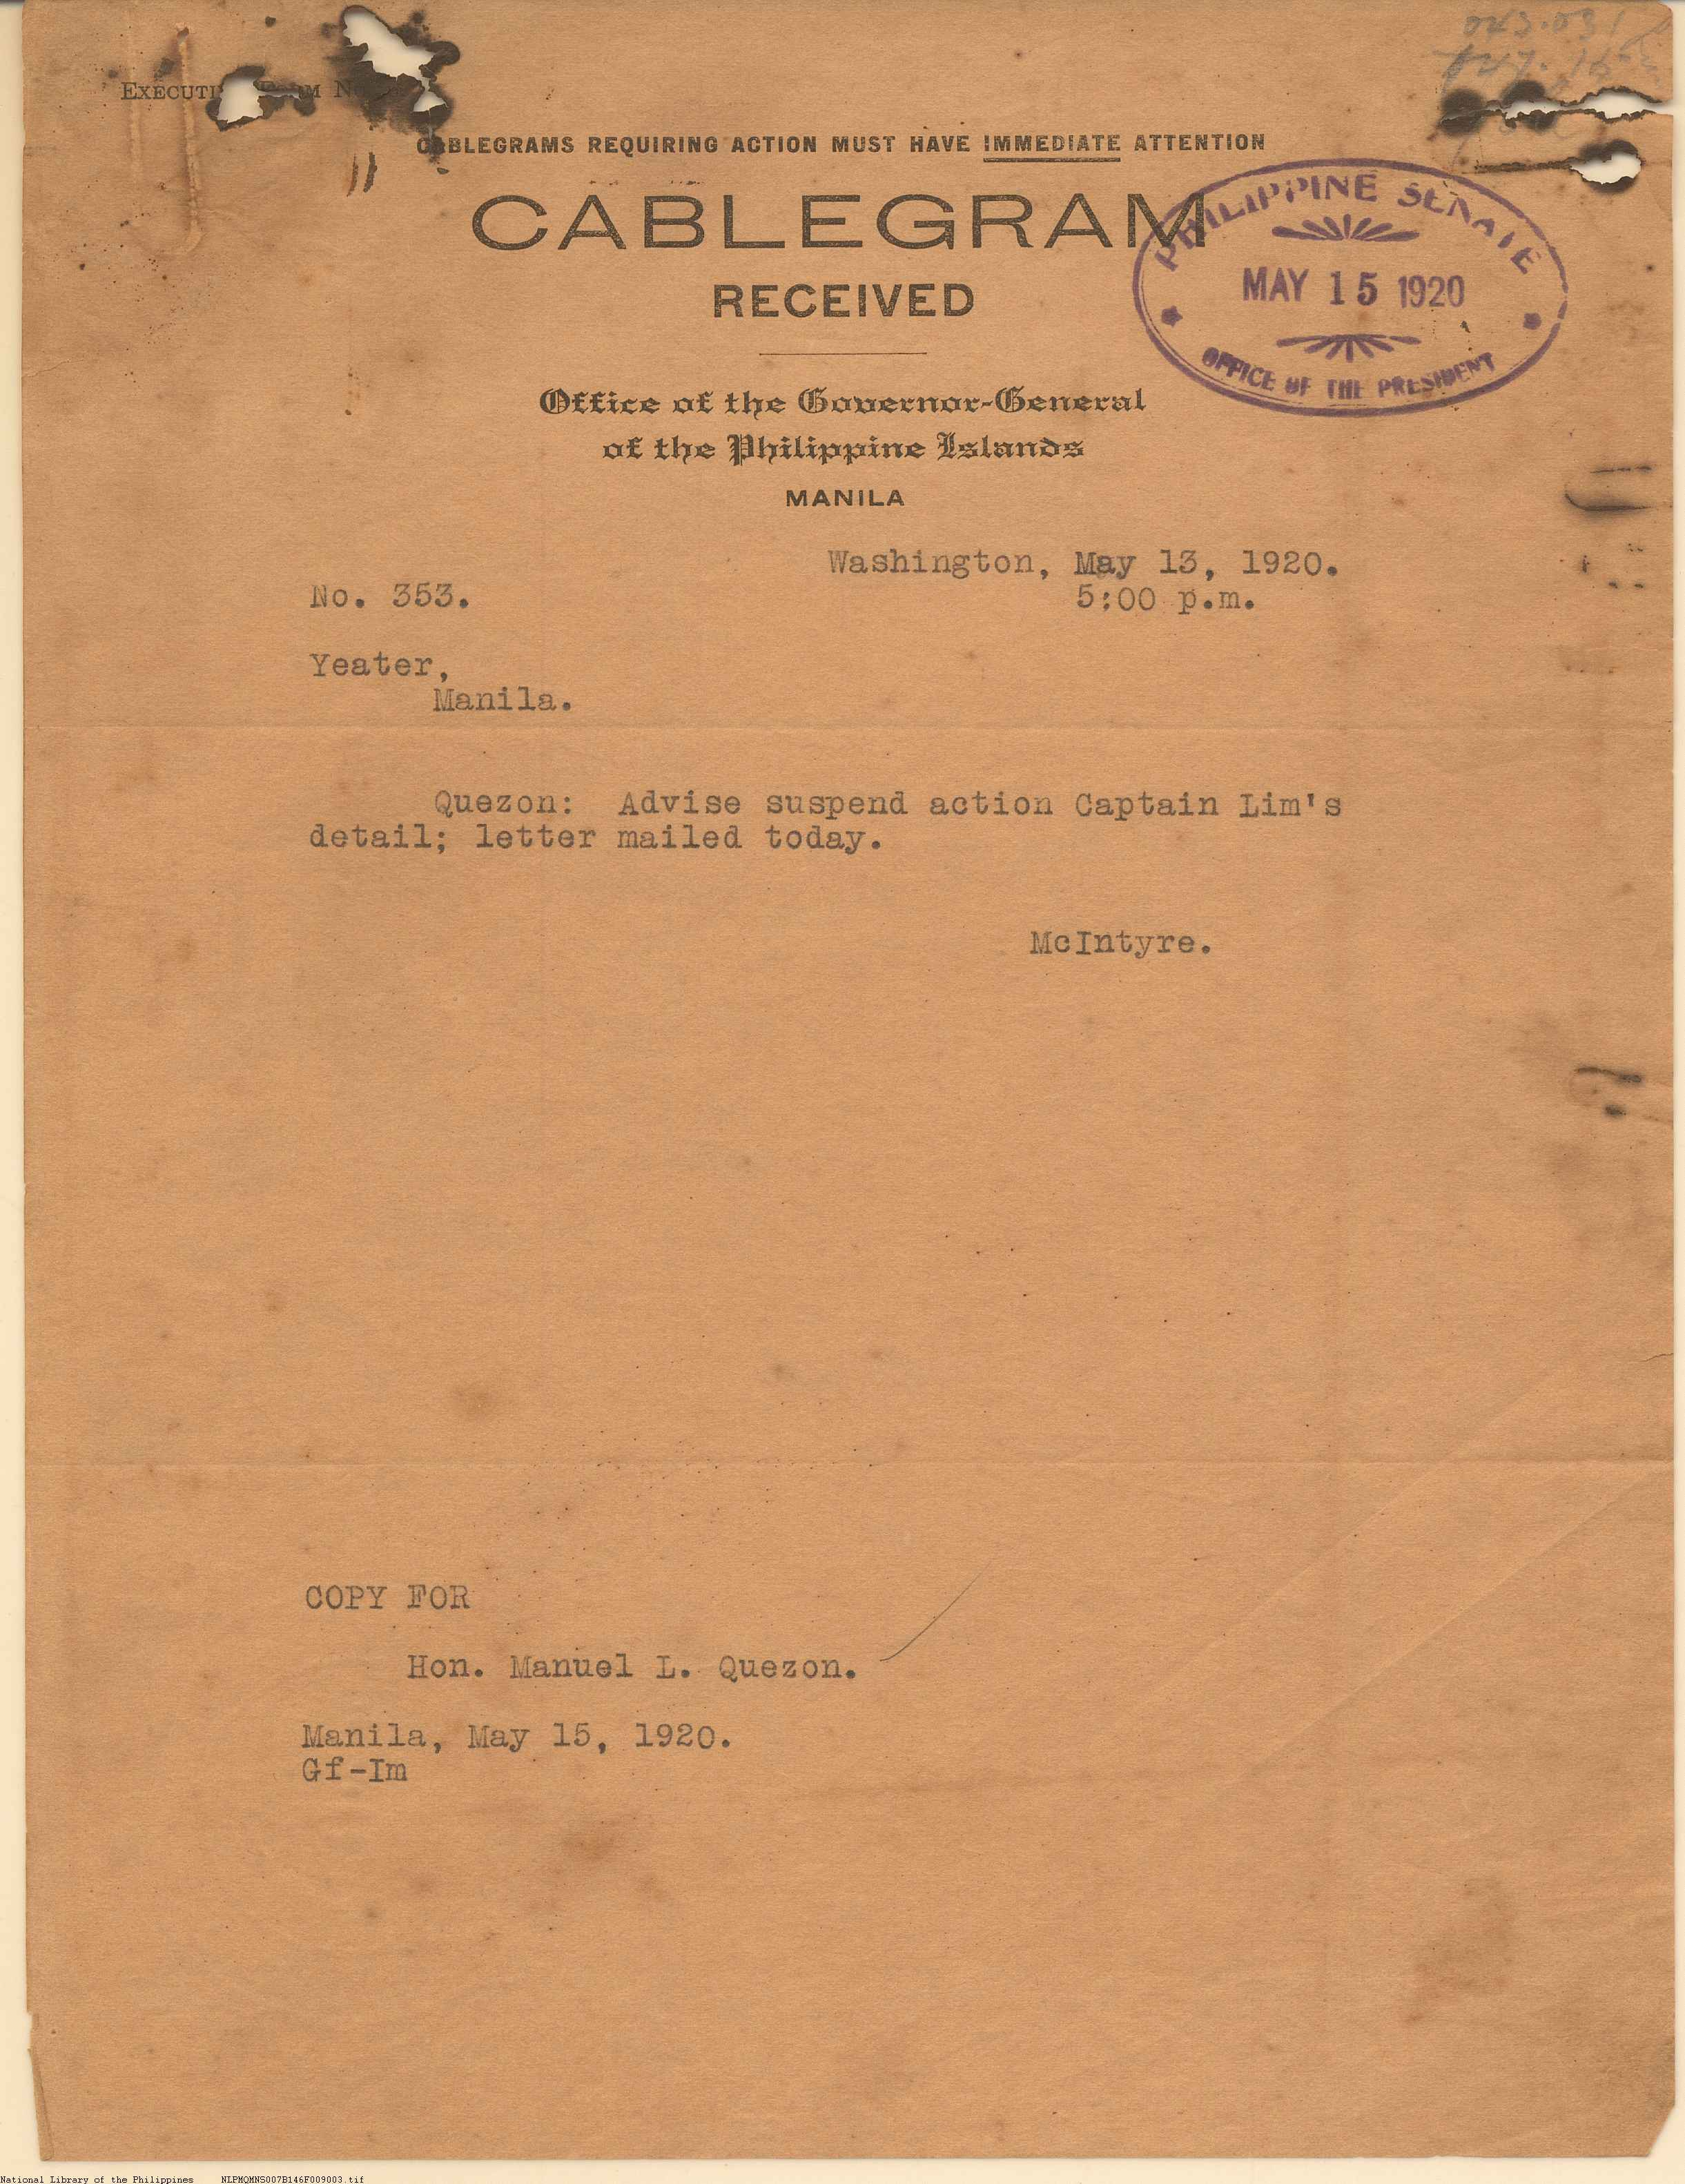 CABLEGRAMS REQUIRING ACTION MUST HAVE IMMEDIATE ATTENTION
CABLEGRAM
RECEIVED
PHILIPPINE SENATE
MAY 15 1920
OFFICE OF THE PRESIDENT
Office of the Governor-General
of the Philippine Islands
MANILA
Washington, May 13, 1920.
No. 353. 5:00 p.m.
Yeater,
Manila.
Quezon: Advise suspend action Captain Lim's
detail; letter mailed today.
McIntyre.
COPY FOR
Hon. Manuel L. Quezon.
Manila, May 15, 1920.
Gf-Im
National Library of the Philippines NLPMQMNS007B146F009003.tif